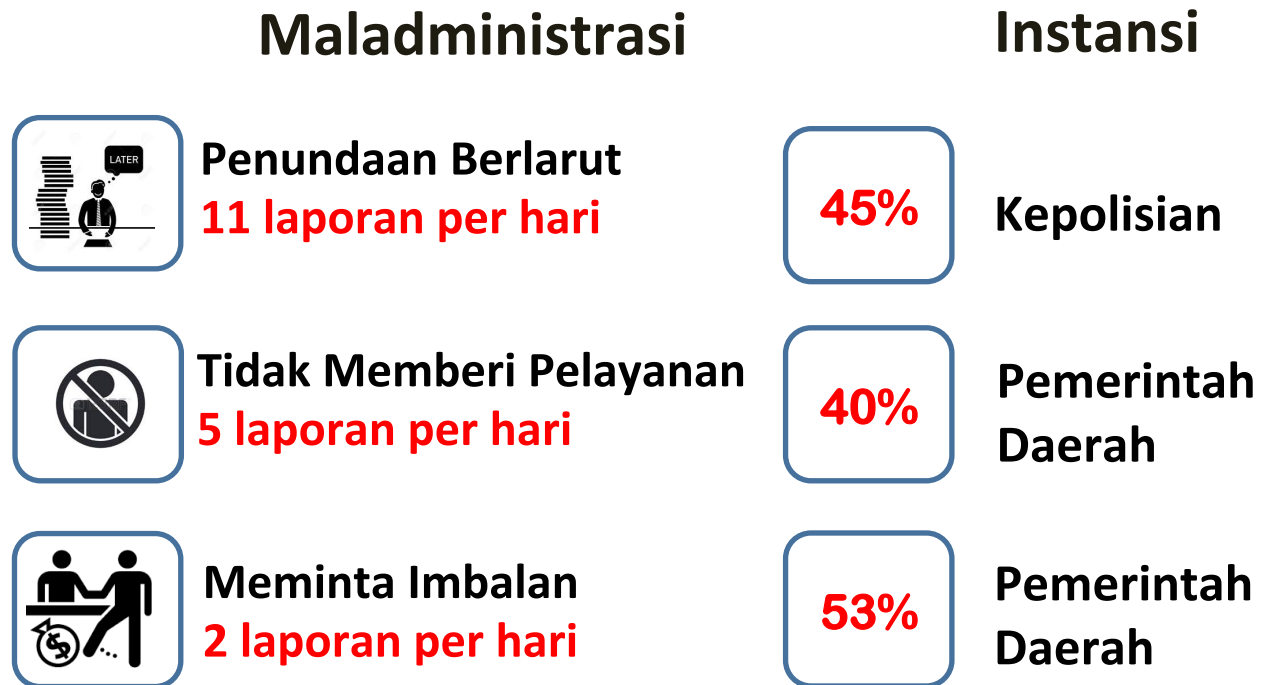 Maladministrasi
Instansi
LATER
Penundaan Berlarut
11 laporan per hari
45%
Kepolisian
Tidak Memberi Pelayanan
5 laporan per hari
40%
Pemerintah
Daerah
Meminta Imbalan
2 laporan per hari
53%
Pemerintah
Daerah